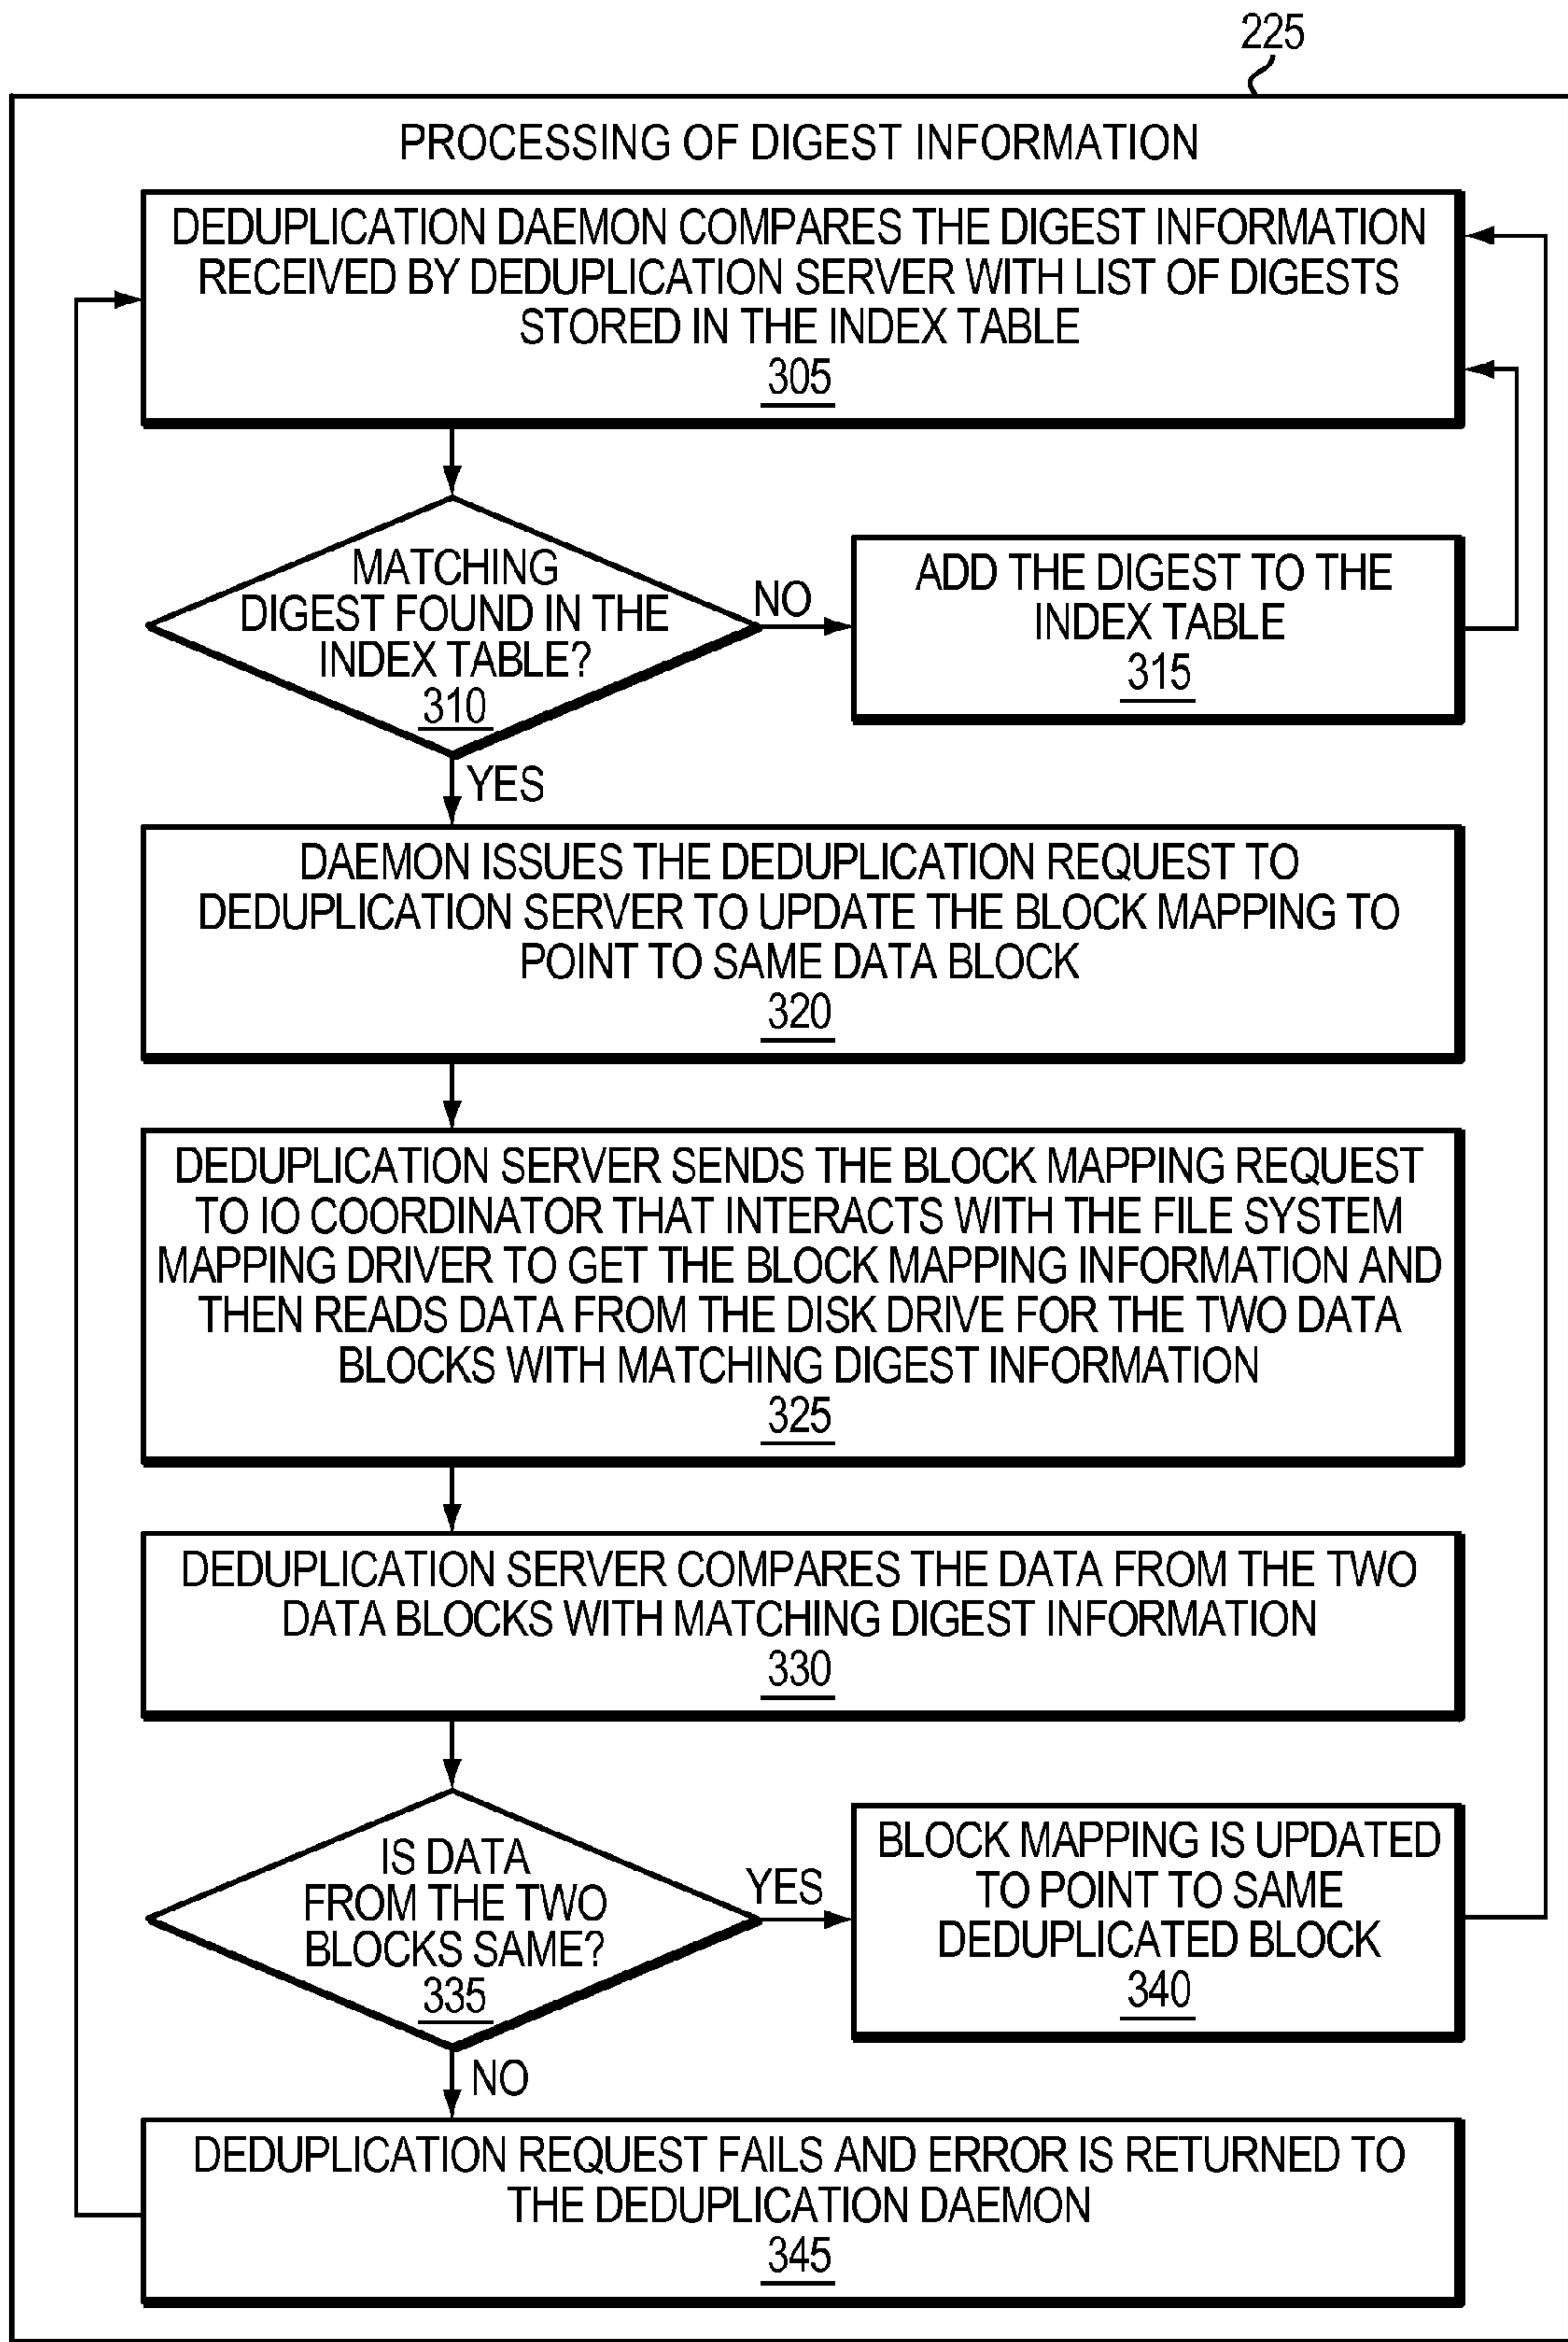 225
PROCESSING OF DIGEST INFORMATION
DEDUPLICATION DAEMON COMPARES THE DIGEST INFORMATION
RECEIVED BY DEDUPLICATION SERVER WITH LIST OF DIGESTS
STORED IN THE INDEX TABLE
305
MATCHING
DIGEST FOUND IN THE
INDEX TABLE?
310
NO
ADD THE DIGEST TO THE
INDEX TABLE
315
YES
DAEMON ISSUES THE DEDUPLICATION REQUEST TO
DEDUPLICATION SERVER TO UPDATE THE BLOCK MAPPING TO
POINT TO SAME DATA BLOCK
320
DEDUPLICATION SERVER SENDS THE BLOCK MAPPING REQUEST
TO IO COORDINATOR THAT INTERACTS WITH THE FILE SYSTEM
MAPPING DRIVER TO GET THE BLOCK MAPPING INFORMATION AND
THEN READS DATA FROM THE DISK DRIVE FOR THE TWO DATA
BLOCKS WITH MATCHING DIGEST INFORMATION
325
DEDUPLICATION SERVER COMPARES THE DATA FROM THE TWO
DATA BLOCKS WITH MATCHING DIGEST INFORMATION
330
IS DATA
FROM THE TWO
BLOCKS SAME?
335
YES
BLOCK MAPPING IS UPDATED
TO POINT TO SAME
DEDUPLICATED BLOCK
340
NO
DEDUPLICATION REQUEST FAILS AND ERROR IS RETURNED TO
THE DEDUPLICATION DAEMON
345